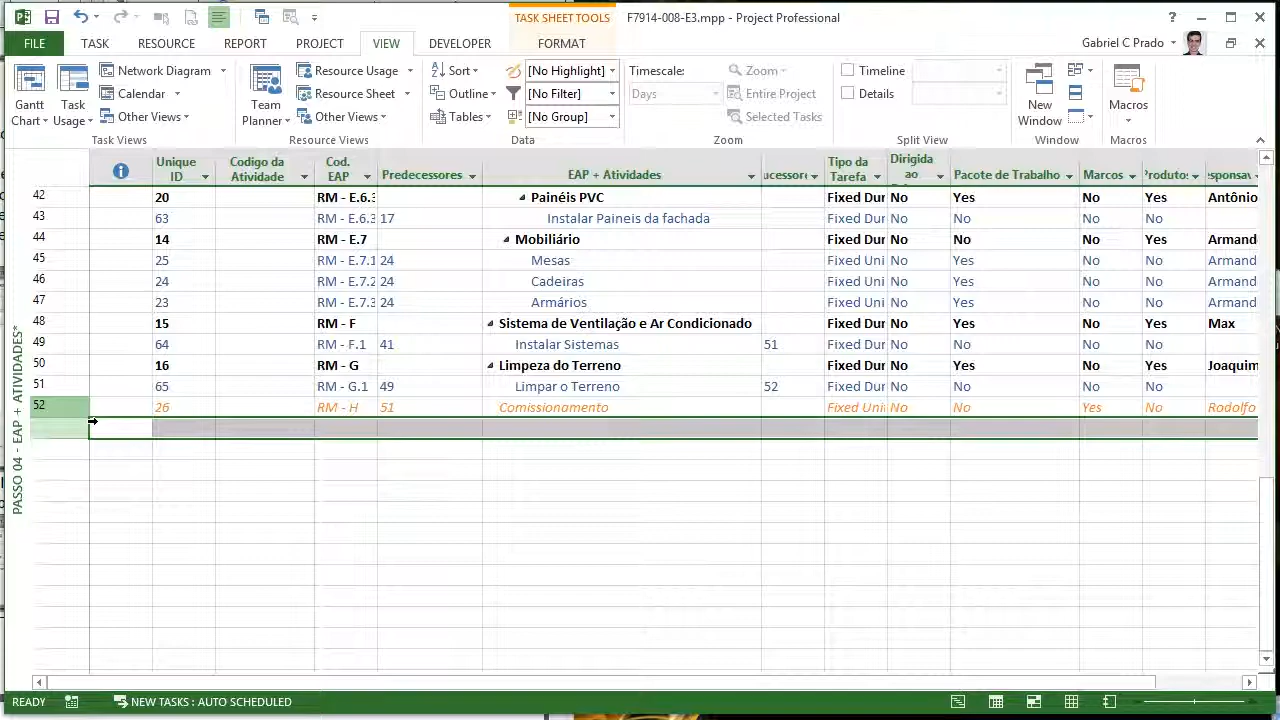 TASK SHEET TOOLS
F7914-008-E3.mpp - Project Professional
FILE TASK RESOURCE REPORT PROJECT VIEW DEVELOPER FORMAT
Gabriel C Prado
Gantt Chart
Task Usage
Network Diagram
Calendar
Other Views
Task Views
Team Planner
Resource Usage
Resource Sheet
Other Views
Resource Views
Sort
Outline
Tables
[No Highlight]
[No Filter]
[No Group]
Data
Timescale:
Days
Zoom
Entire Project
Selected Tasks
Zoom
Timeline
Details
Split View
New Window
Window
Macros
Macros
Unique ID Codigo da Atividade Cod. EAP Predecessores EAP + Atividades ucessore Tipo da Tarefa Dirigida ao Pacote de Trabalho Marcos Produtos sponsav
42 20 RM - E.6.3 Painéis PVC Fixed Dur No Yes No Yes Antônio
43 63 RM - E.6.3 17 Instalar Paineis da fachada Fixed Dur No No No No
44 14 RM - E.7 Mobiliário Fixed Dur No No No Yes Armand
45 25 RM - E.7.1 24 Mesas Fixed Uni No Yes No No Armand
46 24 RM - E.7.2 24 Cadeiras Fixed Uni No Yes No No Armand
47 23 RM - E.7.3 24 Armários Fixed Uni No Yes No No Armand
48 15 RM - F Sistema de Ventilação e Ar Condicionado Fixed Dur No Yes No Yes Max
49 64 RM - F.1 41 Instalar Sistemas 51 Fixed Dur No No No No
50 16 RM - G Limpeza do Terreno Fixed Dur No Yes No Yes Joaquim
51 65 RM - G.1 49 Limpar o Terreno 52 Fixed Dur No No No No
52 26 RM - H 51 Comissionamento Fixed Uni No No Yes No Rodolfo
PASSO 04 - EAP + ATIVIDADES*
READY NEW TASKS : AUTO SCHEDULED